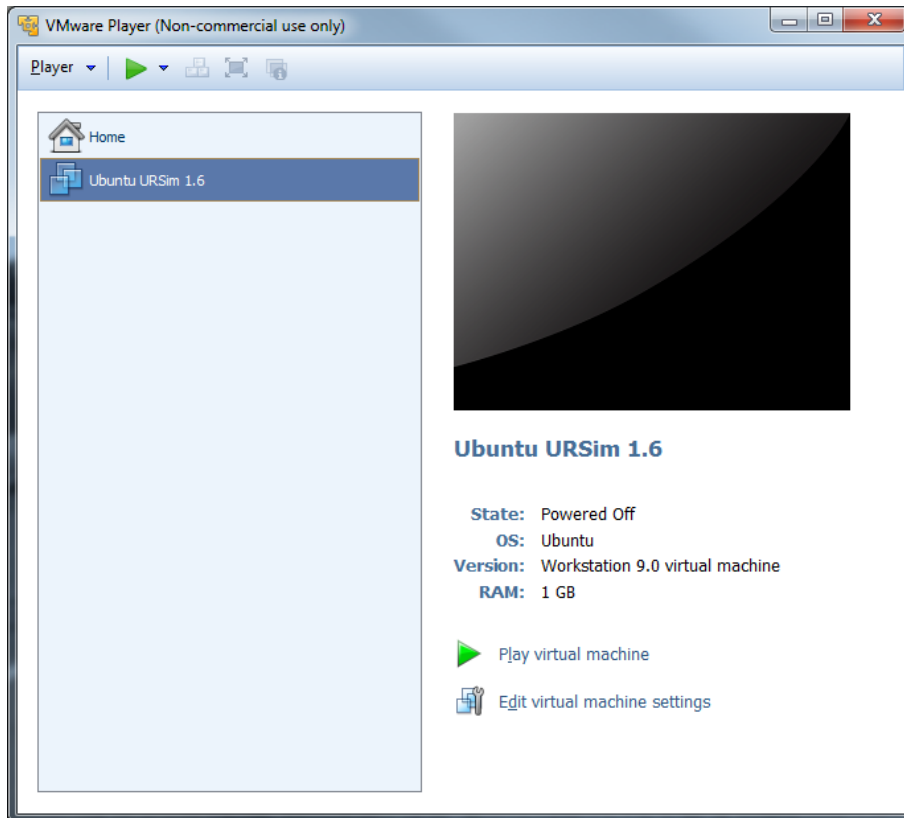 VMware Player (Non-commercial use only)
Player
Home
Ubuntu URSim 1.6
Ubuntu URSim 1.6
State: Powered Off
OS: Ubuntu
Version: Workstation 9.0 virtual machine
RAM: 1 GB
Play virtual machine
Edit virtual machine settings